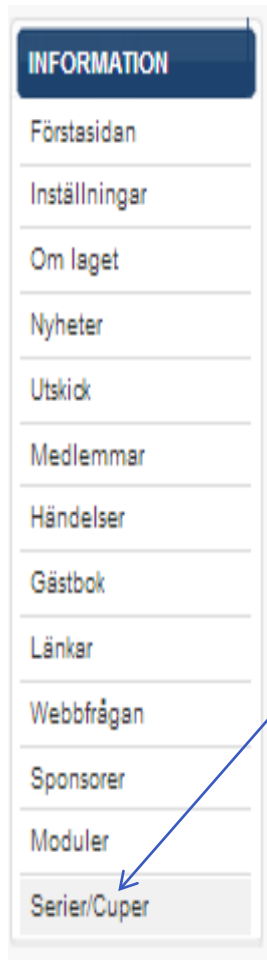 INFORMATION
Förstasidan
Inställningar
Om laget
Nyheter
Utskick
Medlemmar
Händelser
Gästbok
Länkar
Webbfrågan
Sponsorer
Moduler
Serier/Cuper